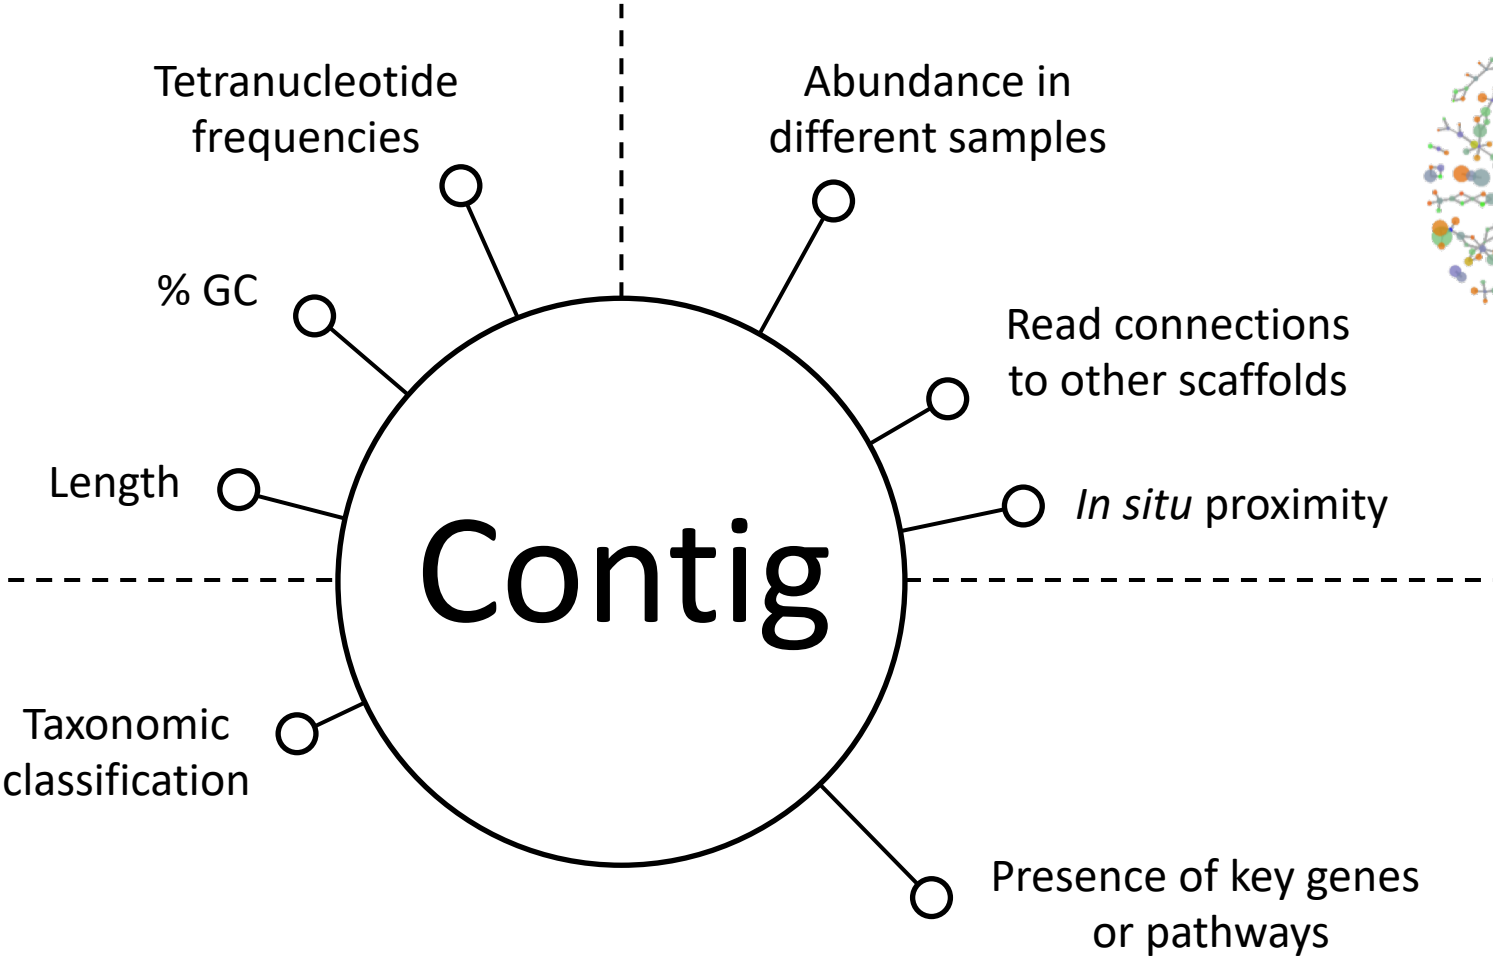 Tetranucleotide
frequencies
Abundance in
different samples
% GC
Read connections
to other scaffolds
Length
In situ proximity
Contig
Taxonomic
classification
Presence of key genes
or pathways